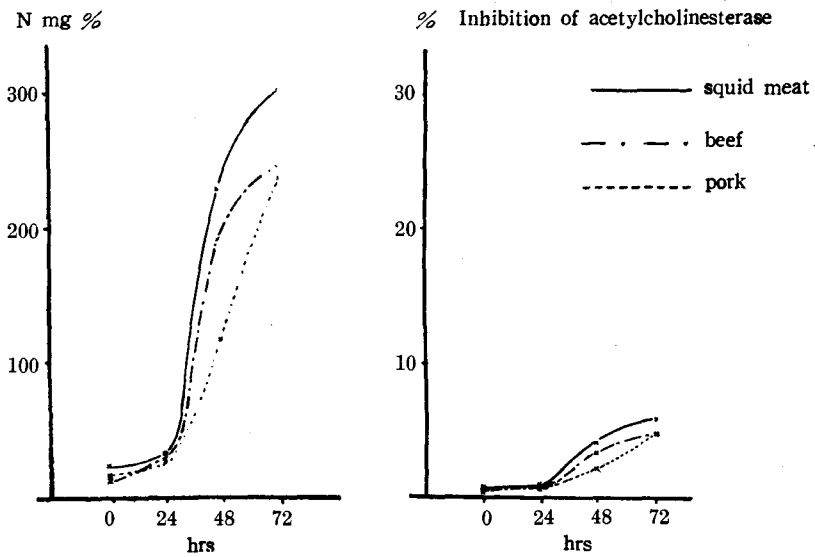 N mg %
300
200
100
0 24 48 72
hrs
% Inhibition of acetylcholinesterase
30
20
10
0 24 48 72
hrs
squid meat
beef
pork